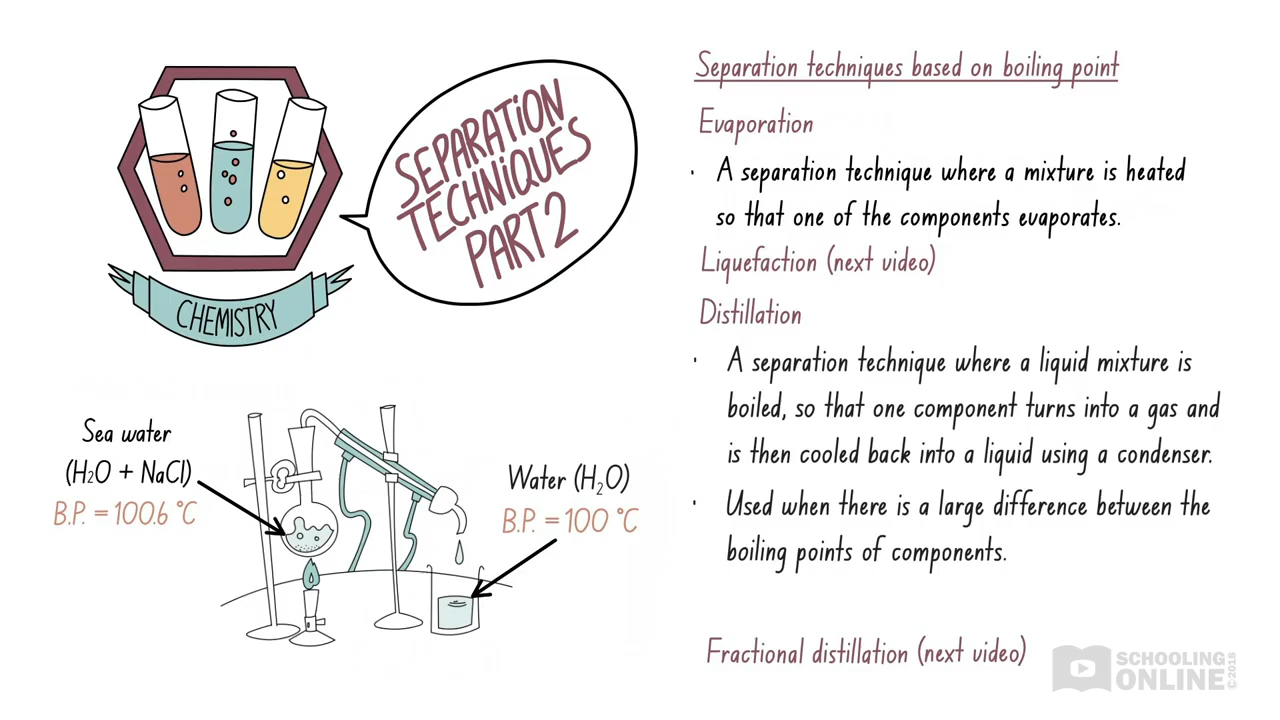 SEPARATION
TECHNIQUES
PART 2
CHEMISTRY
Sea water
(H₂O + NaCl)
B.P. = 100.6 °C
Water (H₂O)
B.P. = 100 °C
Separation techniques based on boiling point
Evaporation
· A separation technique where a mixture is heated
so that one of the components evaporates.
Liquefaction (next video)
Distillation
· A separation technique where a liquid mixture is
boiled, so that one component turns into a gas and
is then cooled back into a liquid using a condenser.
· Used when there is a large difference between the
boiling points of components.
Fractional distillation (next video)
SCHOOLING
ONLINE
©2018